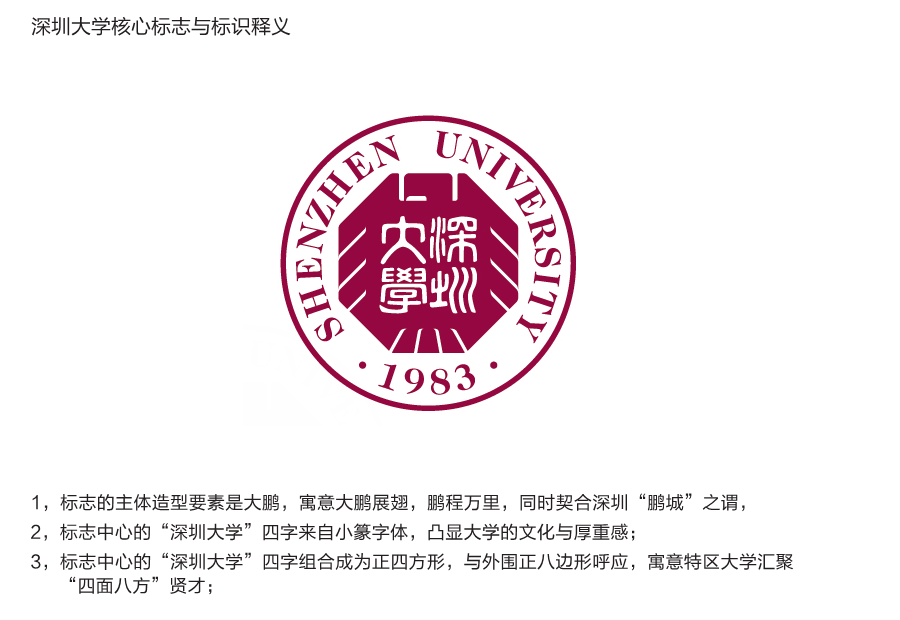 深圳大学核心标志与标识释义
SHENZHEN UNIVERSITY
深圳
大學
· 1983 ·
1，标志的主体造型要素是大鹏，寓意大鹏展翅，鹏程万里，同时契合深圳“鹏城”之谓，
2，标志中心的“深圳大学”四字来自小篆字体，凸显大学的文化与厚重感；
3，标志中心的“深圳大学”四字组合成为正四方形，与外围正八边形呼应，寓意特区大学汇聚
“四面八方”贤才；